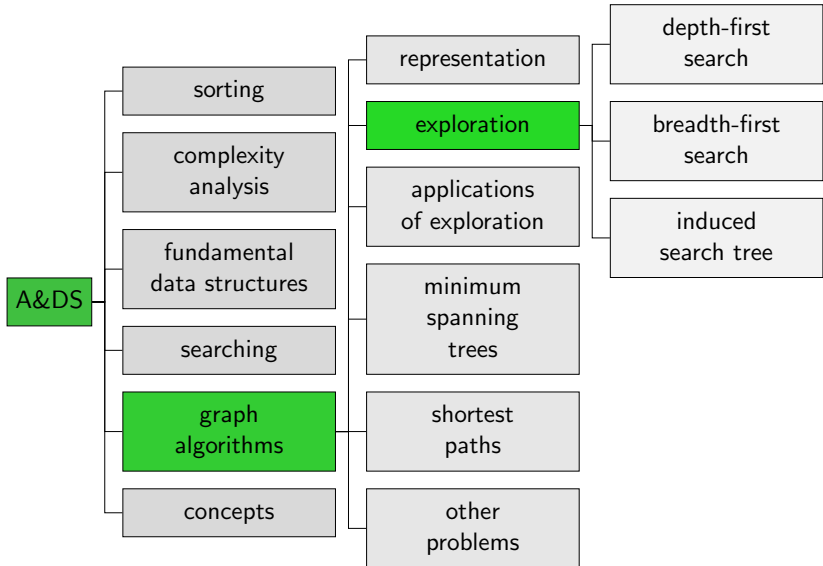 A&DS
sorting
complexity
analysis
fundamental
data structures
searching
graph
algorithms
concepts
representation
exploration
applications
of exploration
minimum
spanning
trees
shortest
paths
other
problems
depth-first
search
breadth-first
search
induced
search tree